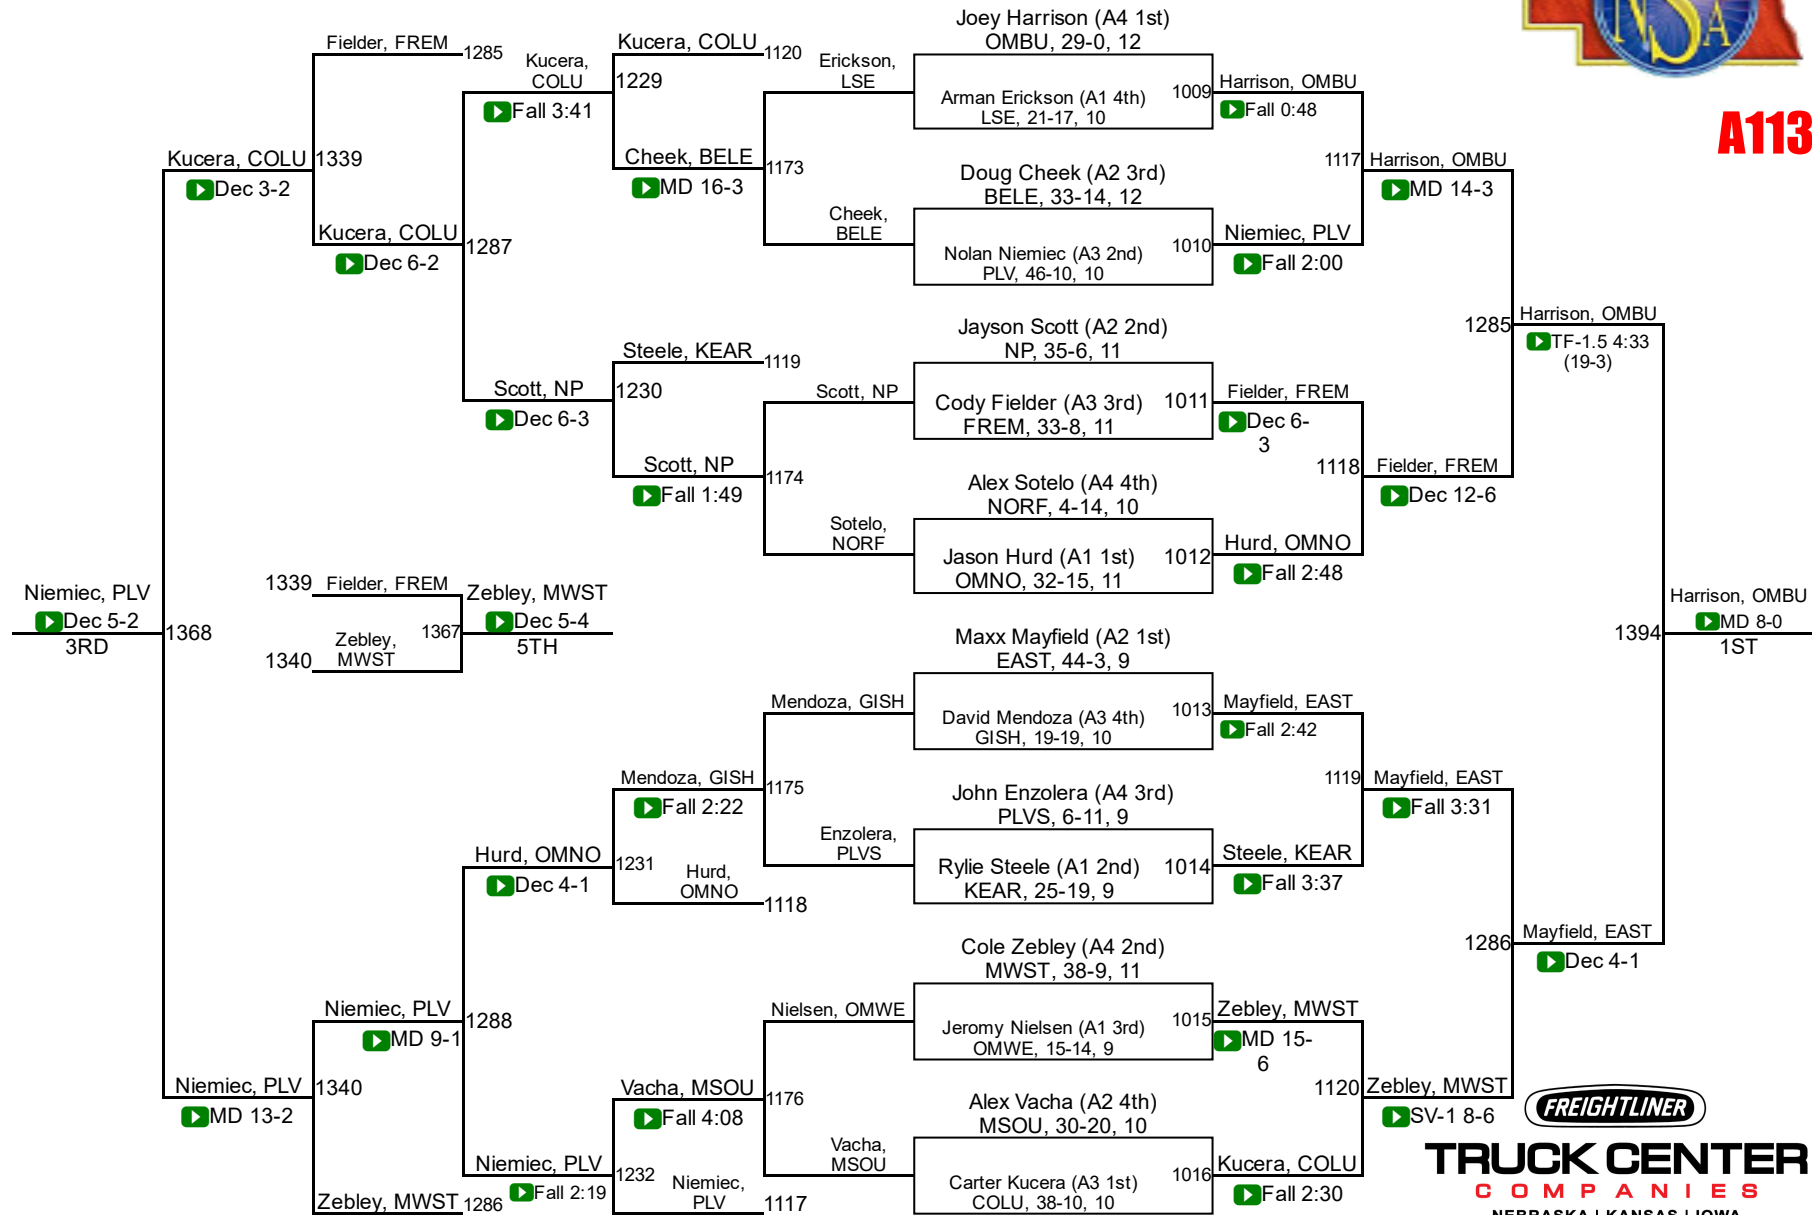 NSA
A113
Joey Harrison (A4 1st)
OMBU, 29-0, 12
Arman Erickson (A1 4th)
LSE, 21-17, 10
1009
Doug Cheek (A2 3rd)
BELE, 33-14, 12
Nolan Niemiec (A3 2nd)
PLV, 46-10, 10
1010
Jayson Scott (A2 2nd)
NP, 35-6, 11
Cody Fielder (A3 3rd)
FREM, 33-8, 11
1011
Alex Sotelo (A4 4th)
NORF, 4-14, 10
Jason Hurd (A1 1st)
OMNO, 32-15, 11
1012
Maxx Mayfield (A2 1st)
EAST, 44-3, 9
David Mendoza (A3 4th)
GISH, 19-19, 10
1013
John Enzolera (A4 3rd)
PLVS, 6-11, 9
Rylie Steele (A1 2nd)
KEAR, 25-19, 9
1014
Cole Zebley (A4 2nd)
MWST, 38-9, 11
Jeromy Nielsen (A1 3rd)
OMWE, 15-14, 9
1015
Alex Vacha (A2 4th)
MSOU, 30-20, 10
Carter Kucera (A3 1st)
COLU, 38-10, 10
1016
Harrison, OMBU
Fall 0:48
Niemiec, PLV
Fall 2:00
Fielder, FREM
Dec 6-
3
Hurd, OMNO
Fall 2:48
Mayfield, EAST
Fall 2:42
Steele, KEAR
Fall 3:37
Zebley, MWST
MD 15-
6
Kucera, COLU
Fall 2:30
1117
Harrison, OMBU
MD 14-3
1118
Fielder, FREM
Dec 12-6
1119
Mayfield, EAST
Fall 3:31
1120
Zebley, MWST
SV-1 8-6
1285
Harrison, OMBU
TF-1.5 4:33
(19-3)
1286
Mayfield, EAST
Dec 4-1
1394
Harrison, OMBU
MD 8-0
1ST
Erickson,
LSE
Cheek,
BELE
Scott, NP
Sotelo,
NORF
Mendoza, GISH
Enzolera,
PLVS
Nielsen, OMWE
Vacha,
MSOU
Kucera, COLU
1120
1173
Cheek, BELE
MD 16-3
Steele, KEAR
1119
1174
Scott, NP
Fall 1:49
Mendoza, GISH
1175
Fall 2:22
Hurd,
OMNO
1118
Vacha, MSOU
1176
Fall 4:08
Niemiec,
PLV
1117
Kucera,
COLU
1229
Fall 3:41
Scott, NP
1230
Dec 6-3
Hurd, OMNO
1231
Dec 4-1
Niemiec, PLV
1232
Fall 2:19
Fielder, FREM
1285
Kucera, COLU
1287
Dec 6-2
Niemiec, PLV
1288
MD 9-1
Zebley, MWST
1286
Kucera, COLU
1339
Dec 3-2
Niemiec, PLV
1340
MD 13-2
Niemiec, PLV
Dec 5-2
3RD
1368
1339
Fielder, FREM
1340
Zebley,
MWST
1367
Zebley, MWST
Dec 5-4
5TH
FREIGHTLINER
TRUCK CENTER
COMPANIES
NEBRASKA | KANSAS | IOWA